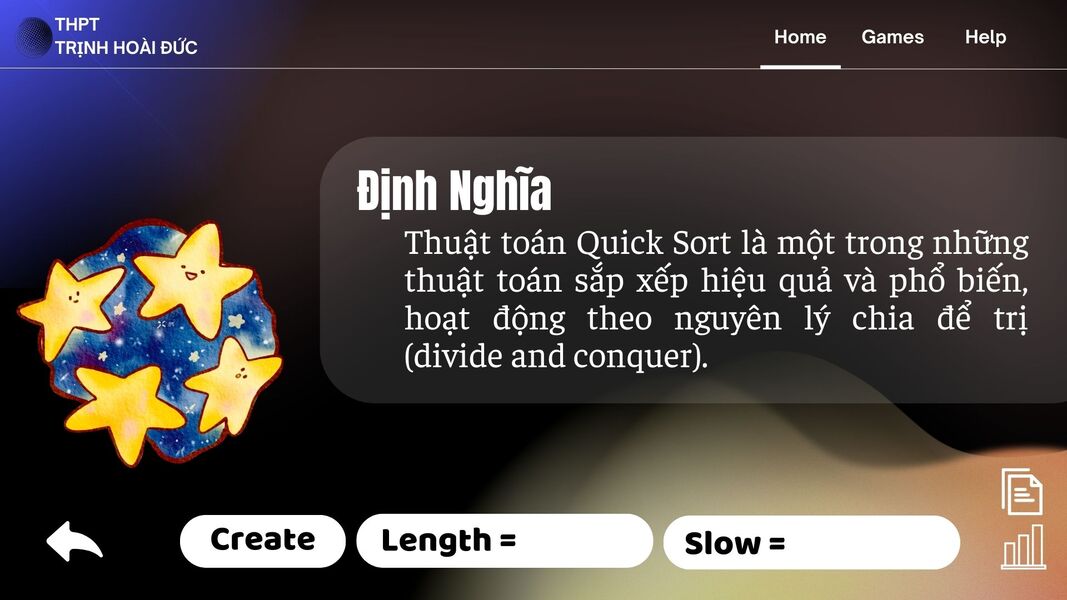 THPT
TRỊNH HOÀI ĐỨC
Home
Games
Help
Định Nghĩa
Thuật toán Quick Sort là một trong những
thuật toán sắp xếp hiệu quả và phổ biến,
hoạt động theo nguyên lý chia để trị
(divide and conquer).
Create
Length =
Slow =